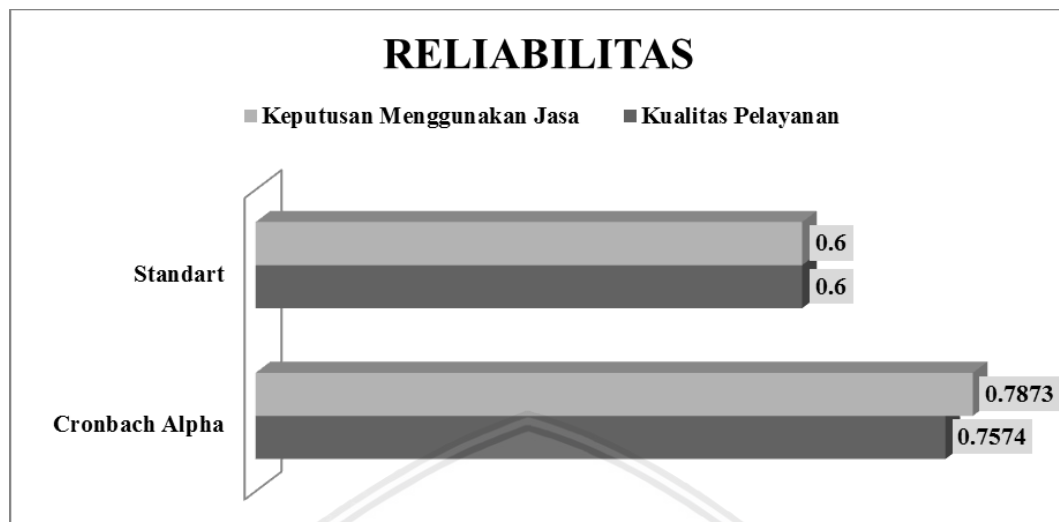 RELIABILITAS
Keputusan Menggunakan Jasa Kualitas Pelayanan
Standart
0.6
0.6
Cronbach Alpha
0.7873
0.7574